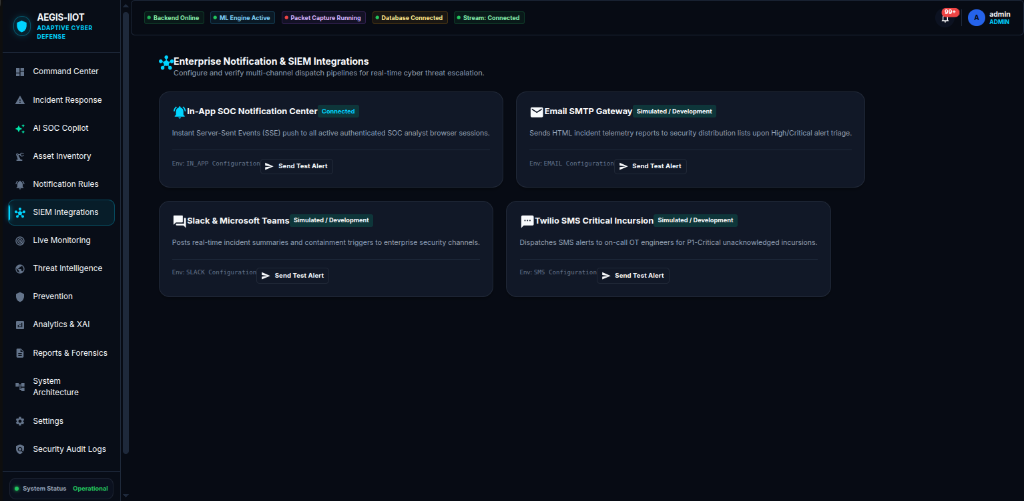 AEGIS-IIOT
ADAPTIVE CYBER
DEFENSE
Backend Online
ML Engine Active
Packet Capture Running
Database Connected
Stream: Connected
99+
A
admin
ADMIN
Command Center
Incident Response
AI SOC Copilot
Asset Inventory
Notification Rules
SIEM Integrations
Live Monitoring
Threat Intelligence
Prevention
Analytics & XAI
Reports & Forensics
System
Architecture
Settings
Security Audit Logs
System Status Operational
Enterprise Notification & SIEM Integrations
Configure and verify multi-channel dispatch pipelines for real-time cyber threat escalation.
In-App SOC Notification Center Connected
Instant Server-Sent Events (SSE) push to all active authenticated SOC analyst browser sessions.
Env: IN_APP Configuration Send Test Alert
Email SMTP Gateway Simulated / Development
Sends HTML incident telemetry reports to security distribution lists upon High/Critical alert triage.
Env: EMAIL Configuration Send Test Alert
Slack & Microsoft Teams Simulated / Development
Posts real-time incident summaries and containment triggers to enterprise security channels.
Env: SLACK Configuration Send Test Alert
Twilio SMS Critical Incursion Simulated / Development
Dispatches SMS alerts to on-call OT engineers for P1-Critical unacknowledged incursions.
Env: SMS Configuration Send Test Alert